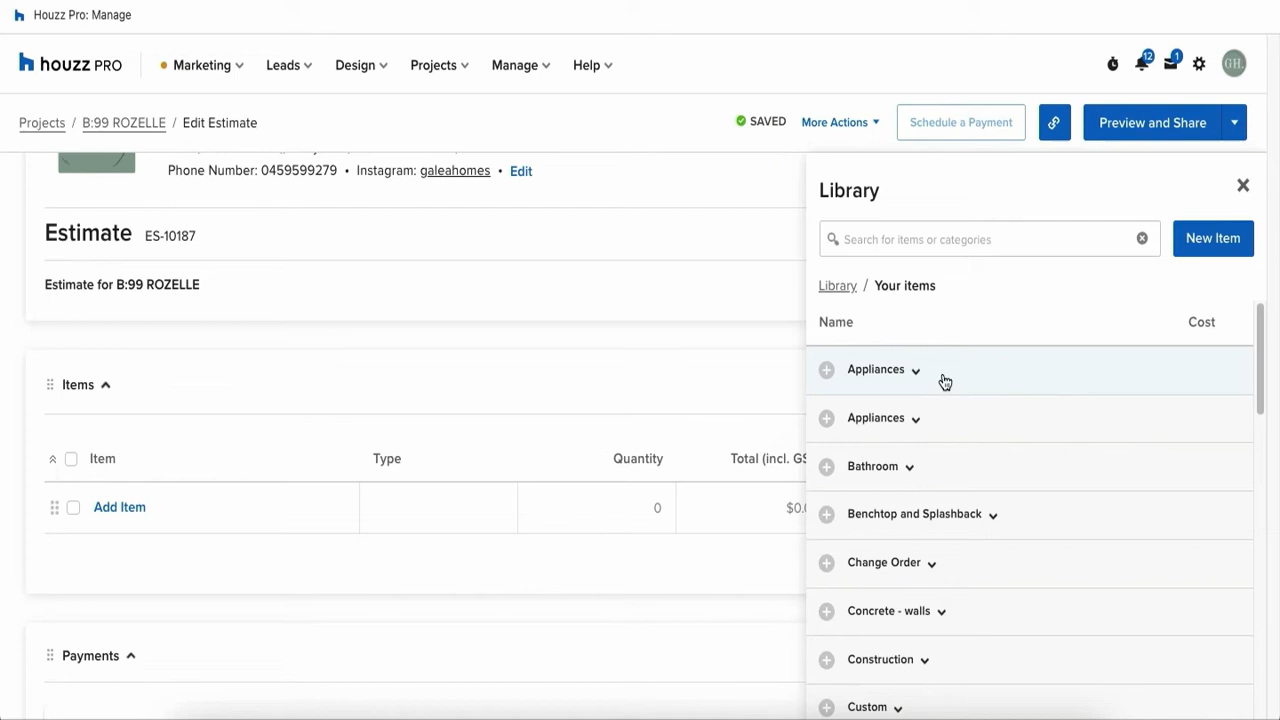 Houzz Pro: Manage
houzz PRO
Marketing
Leads
Design
Projects
Manage
Help
12
1
GH.
Projects / B:99 ROZELLE / Edit Estimate
SAVED
More Actions
Schedule a Payment
Preview and Share
Phone Number: 0459599279 • Instagram: galeahomes • Edit
Estimate ES-10187
Estimate for B:99 ROZELLE
Items
Item
Type
Quantity
Total (incl. GS
Add Item
0
$0.0
Payments
Library
Search for items or categories
New Item
Library / Your items
Name
Cost
Appliances
Appliances
Bathroom
Benchtop and Splashback
Change Order
Concrete - walls
Construction
Custom